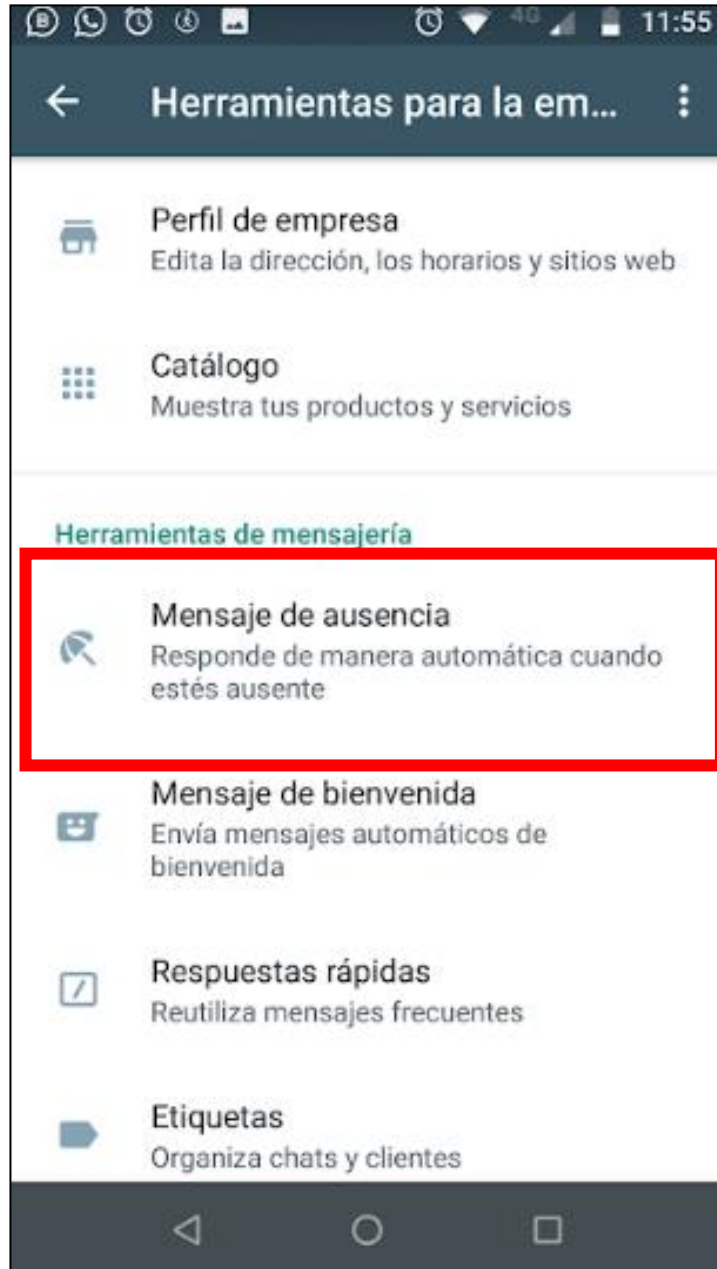 4G 11:55
Herramientas para la em...
Perfil de empresa
Edita la dirección, los horarios y sitios web
Catálogo
Muestra tus productos y servicios
Herramientas de mensajería
Mensaje de ausencia
Responde de manera automática cuando
estés ausente
Mensaje de bienvenida
Envía mensajes automáticos de
bienvenida
Respuestas rápidas
Reutiliza mensajes frecuentes
Etiquetas
Organiza chats y clientes